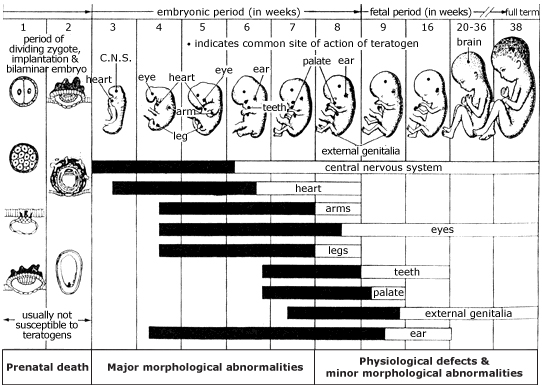 embryonic period (in weeks)
fetal period (in weeks)
full term
1 2 3 4 5 6 7 8 9 16 20-36 38
period of
dividing zygote,
implantation &
bilaminar embryo
• indicates common site of action of teratogen
C.N.S.
heart
eye
heart
eye
arms
leg
ear
teeth
palate
ear
external genitalia
brain
central nervous system
heart
arms
eyes
legs
teeth
palate
external genitalia
ear
usually not
susceptible to
teratogens
Prenatal death
Major morphological abnormalities
Physiological defects &
minor morphological abnormalities